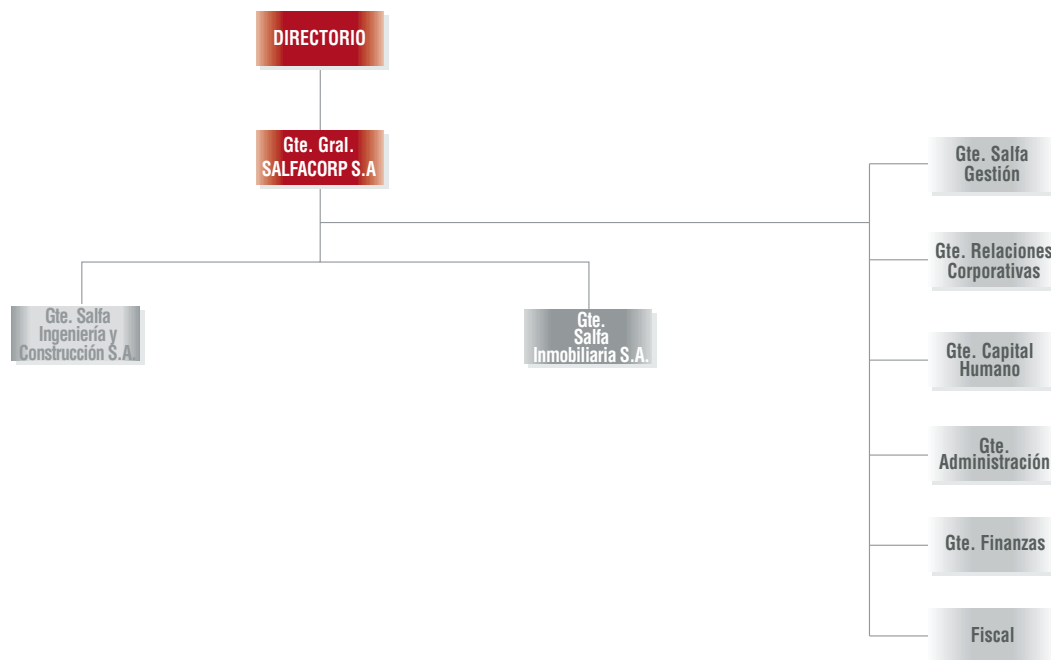 DIRECTORIO
Gte. Gral.
SALFACORP S.A
Gte. Salfa
Gestión
Gte. Relaciones
Corporativas
Gte. Salfa
Ingeniería y
Construcción S.A.
Gte.
Salfa
Inmobiliaria S.A.
Gte. Capital
Humano
Gte.
Administración
Gte. Finanzas
Fiscal